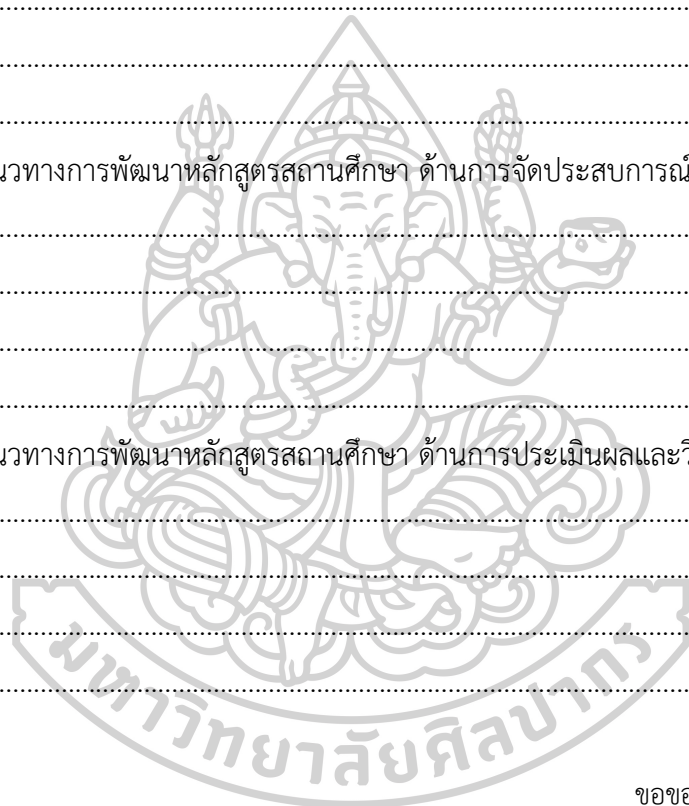 นวทางการพัฒนาหลักสูตรสถานศึกษา ด้านการจัดประสบการณ์
นวทางการพัฒนาหลักสูตรสถานศึกษา ด้านการประเมินผลและวิ
มหาวิทยาลัยศิลปากร
ขอขอ